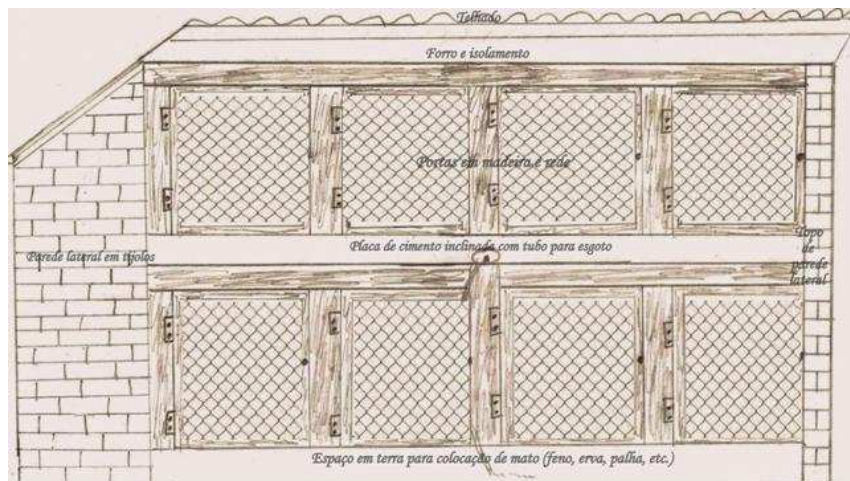 Telhado
Forro e isolamento
Portas em madeira e rede
Placa de cimento inclinada com tubo para esgoto
Parede lateral em tijolos
Topo
de
parede
lateral
Espaço em terra para colocação de mato (feno, erva, palha, etc.)